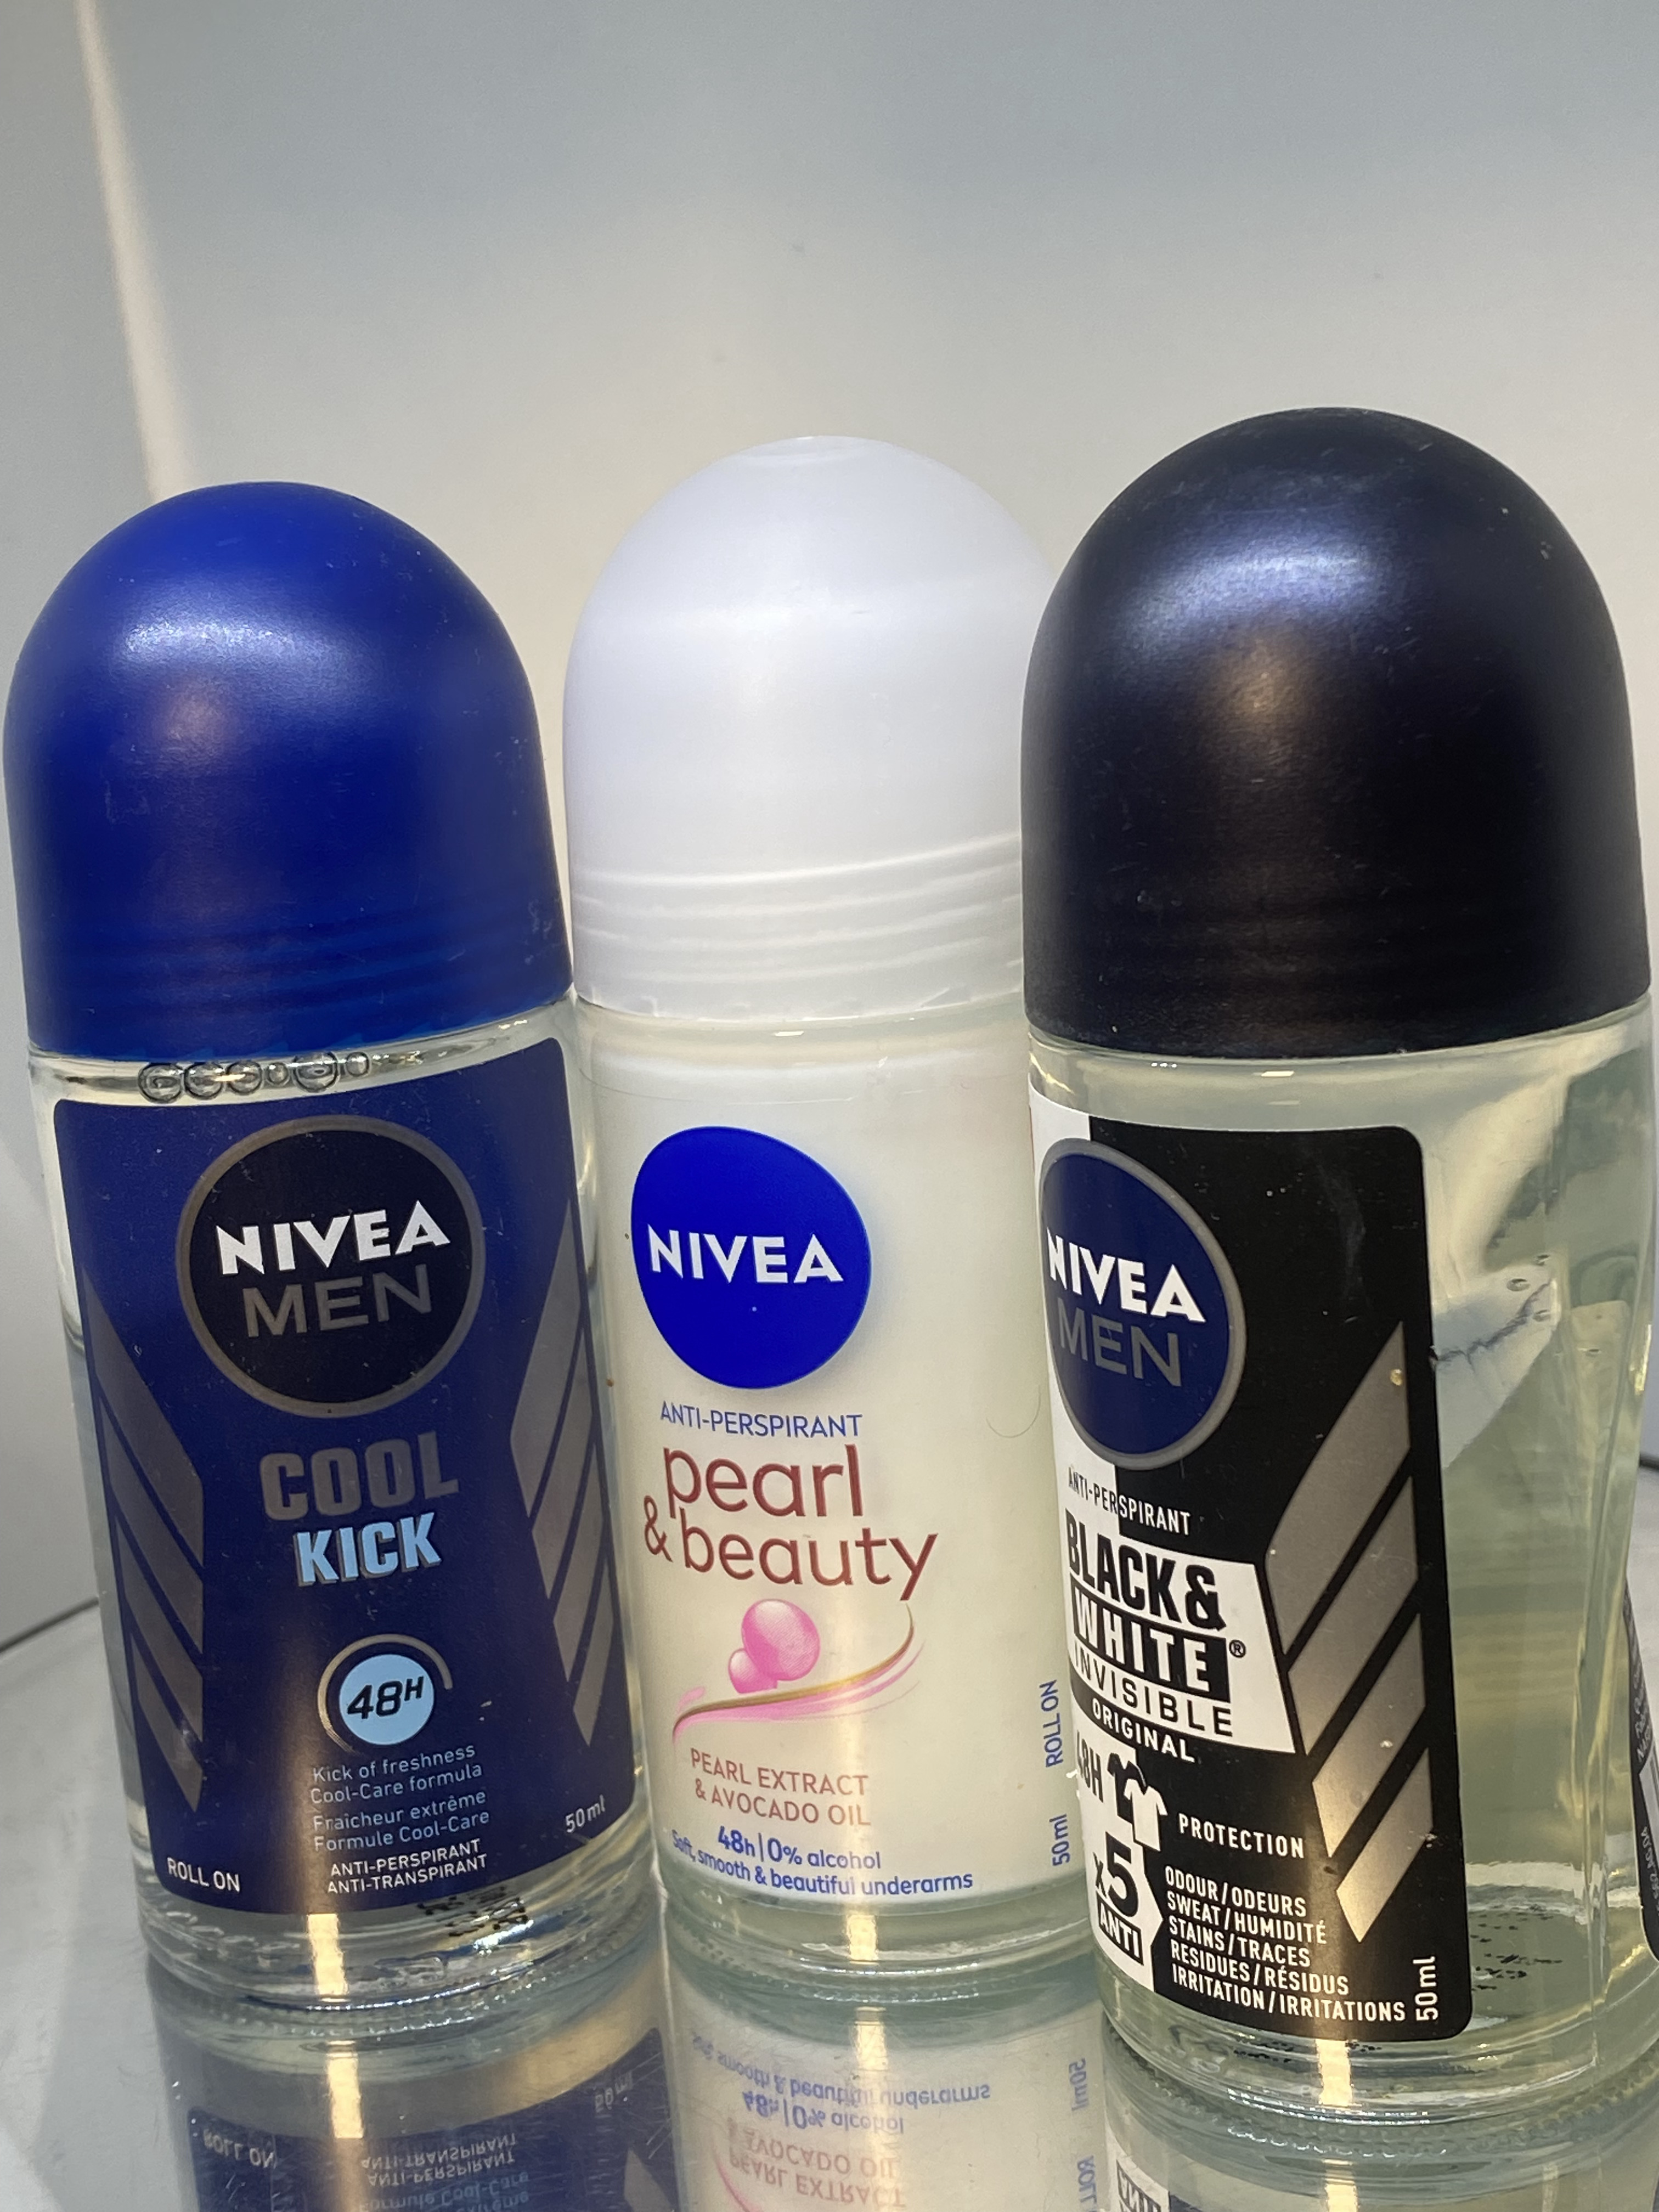 NIVEA
MEN
COOL
KICK
48H
Kick of freshness
Cool-Care formula
Fraîcheur extrême
Formule Cool-Care
ANTI-PERSPIRANT
ANTI-TRANSPIRANT
ROLL ON
50ml
NIVEA
ANTI-PERSPIRANT
pearl
& beauty
PEARL EXTRACT
& AVOCADO OIL
48h|0% alcohol
Soft, smooth & beautiful underarms
50ml ROLL ON
NIVEA
MEN
ANTI-PERSPIRANT
BLACK &
WHITE®
INVISIBLE
ORIGINAL
48H
PROTECTION
x5
ANTI
ODOUR/ODEURS
SWEAT/HUMIDITÉ
STAINS/TRACES
RESIDUES/RÉSIDUS
IRRITATION/IRRITATIONS
50ml